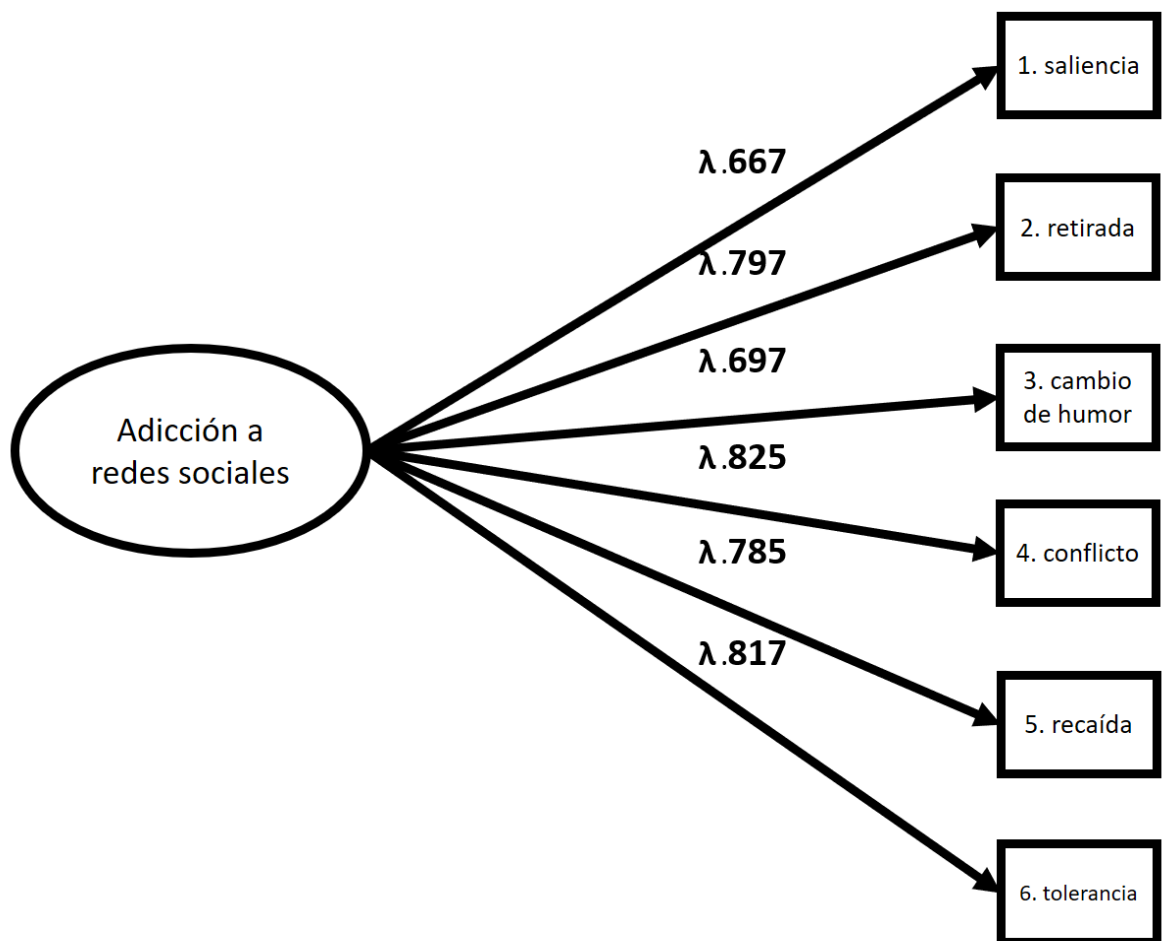 1. saliencia
λ.667
2. retirada
λ.797
λ.697
3. cambio
de humor
Adicción a
redes sociales
λ.825
4. conflicto
λ.785
λ.817
5. recaída
6. tolerancia